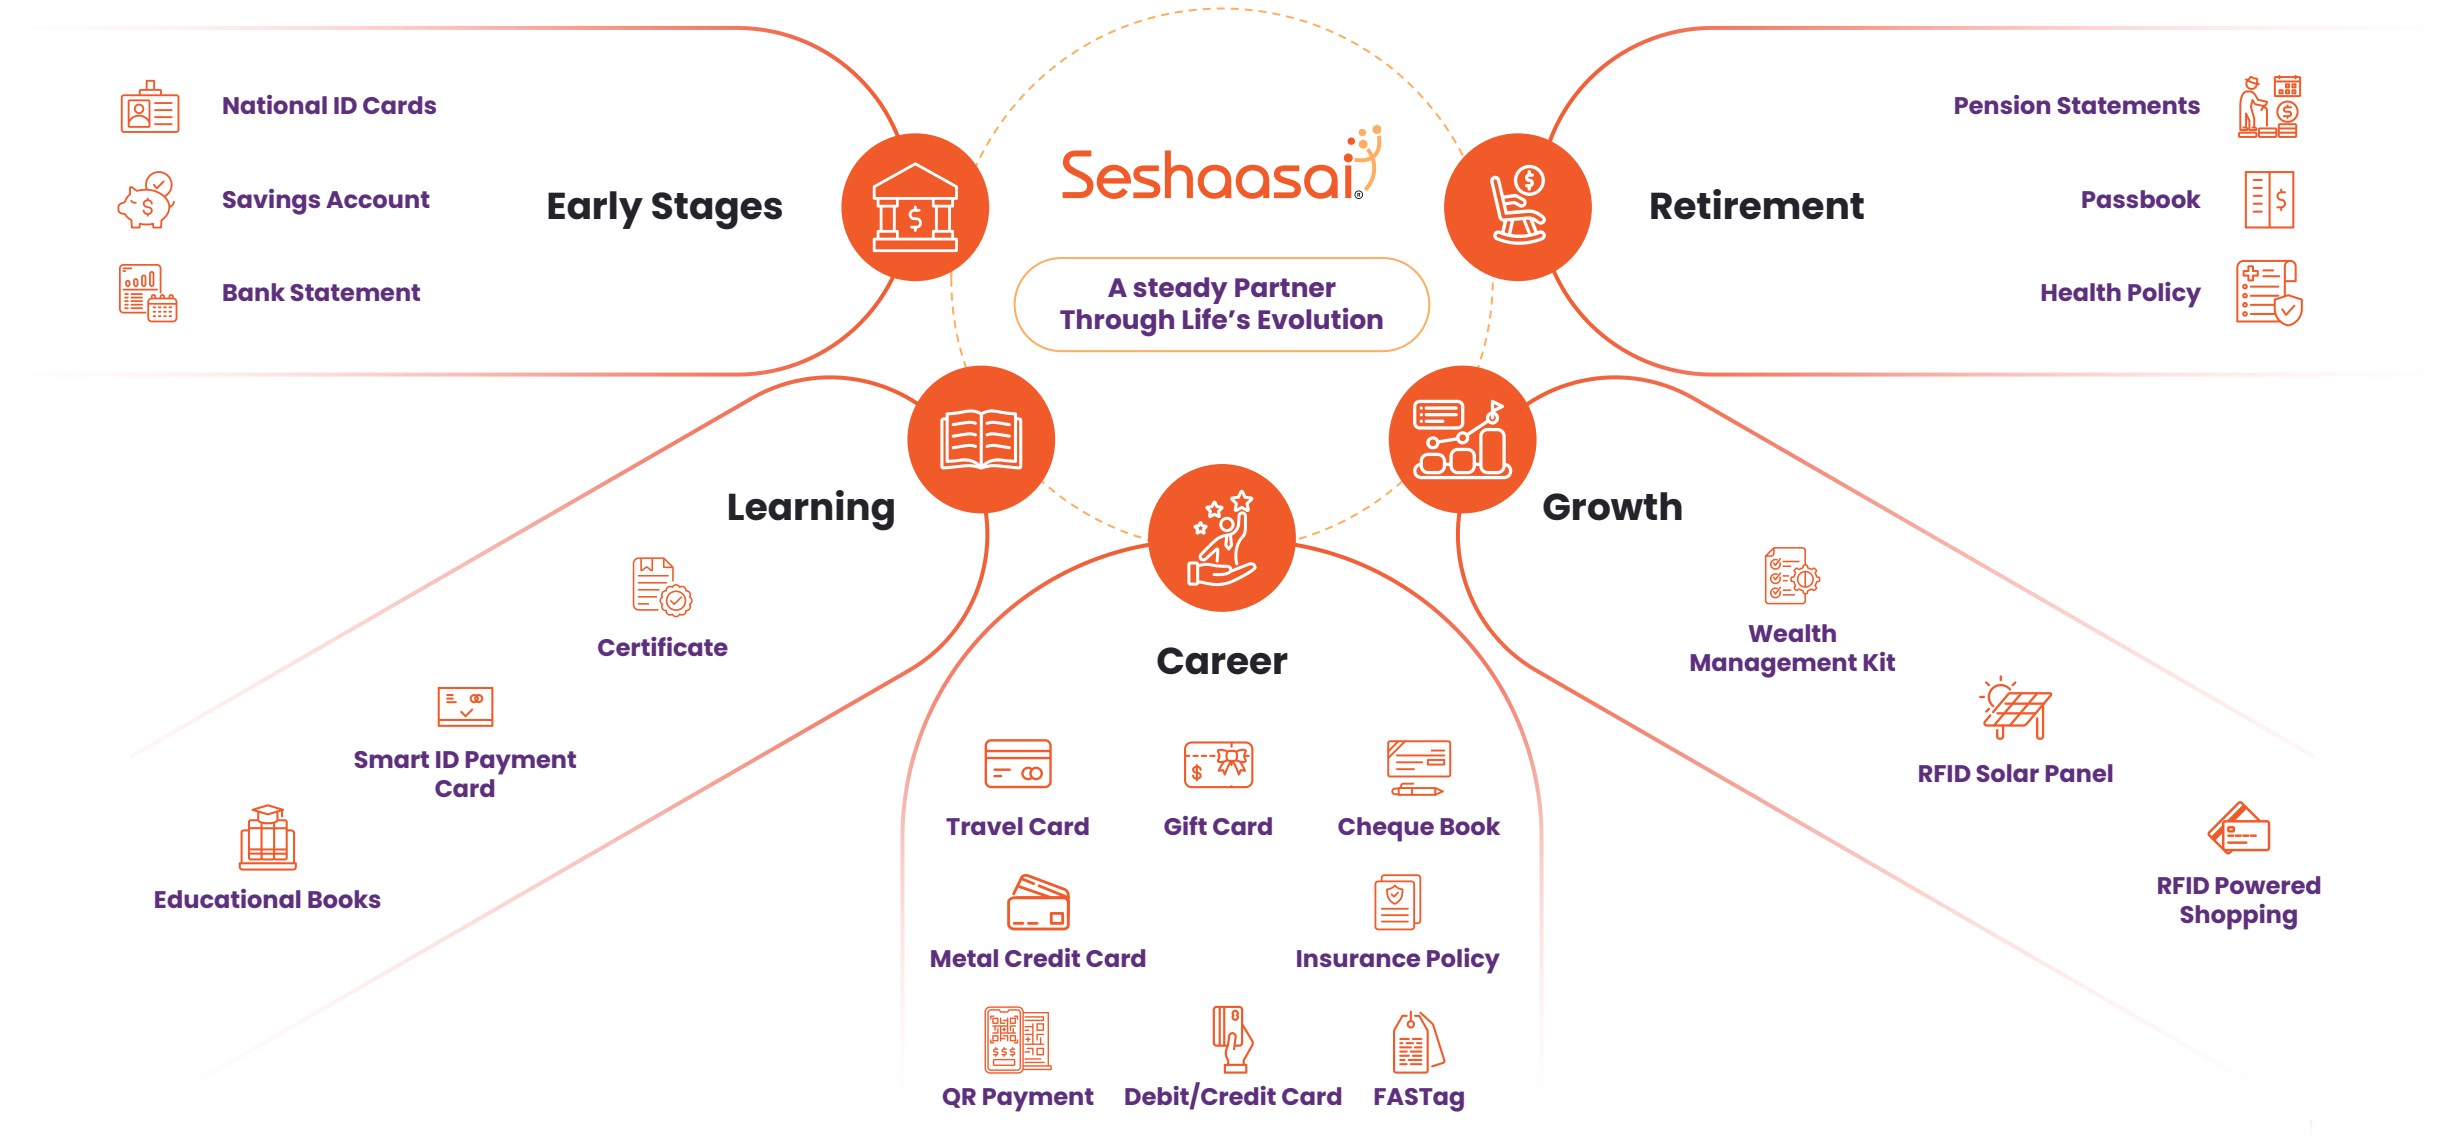 Seshaasai®
A steady Partner
Through Life's Evolution
Early Stages
National ID Cards
Savings Account
Bank Statement
Learning
Certificate
Smart ID Payment
Card
Educational Books
Career
Travel Card
Gift Card
Cheque Book
Metal Credit Card
Insurance Policy
QR Payment
Debit/Credit Card
FASTag
Growth
Wealth
Management Kit
RFID Solar Panel
RFID Powered
Shopping
Retirement
Pension Statements
Passbook
Health Policy